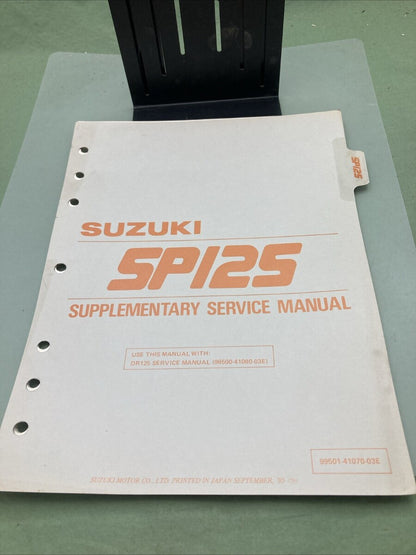 SP125
SUZUKI
SP125
SUPPLEMENTARY SERVICE MANUAL
USE THIS MANUAL WITH:
DR125 SERVICE MANUAL (99500-41080-03E)
99501-41070-03E
SUZUKI MOTOR CO., LTD. PRINTED IN JAPAN SEPTEMBER,